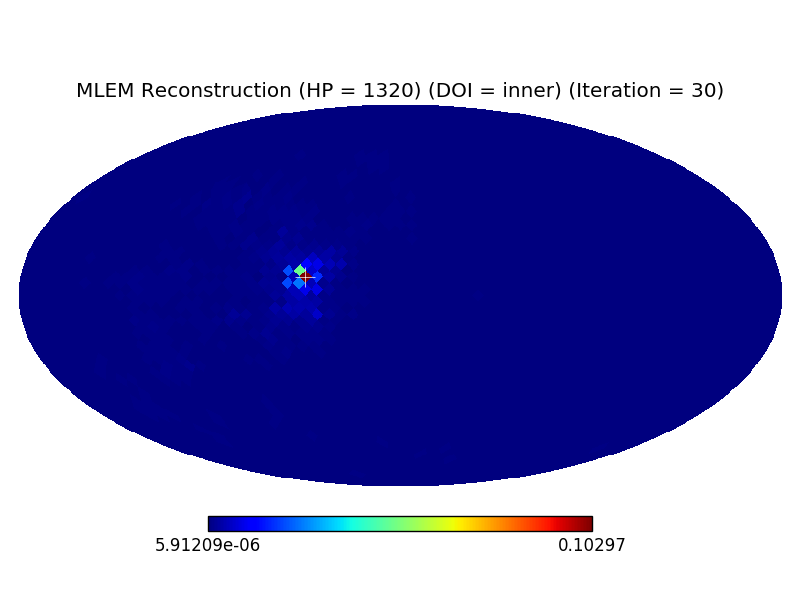 MLEM Reconstruction (HP = 1320) (DOI = inner) (Iteration = 30)
5.91209e-06 0.10297